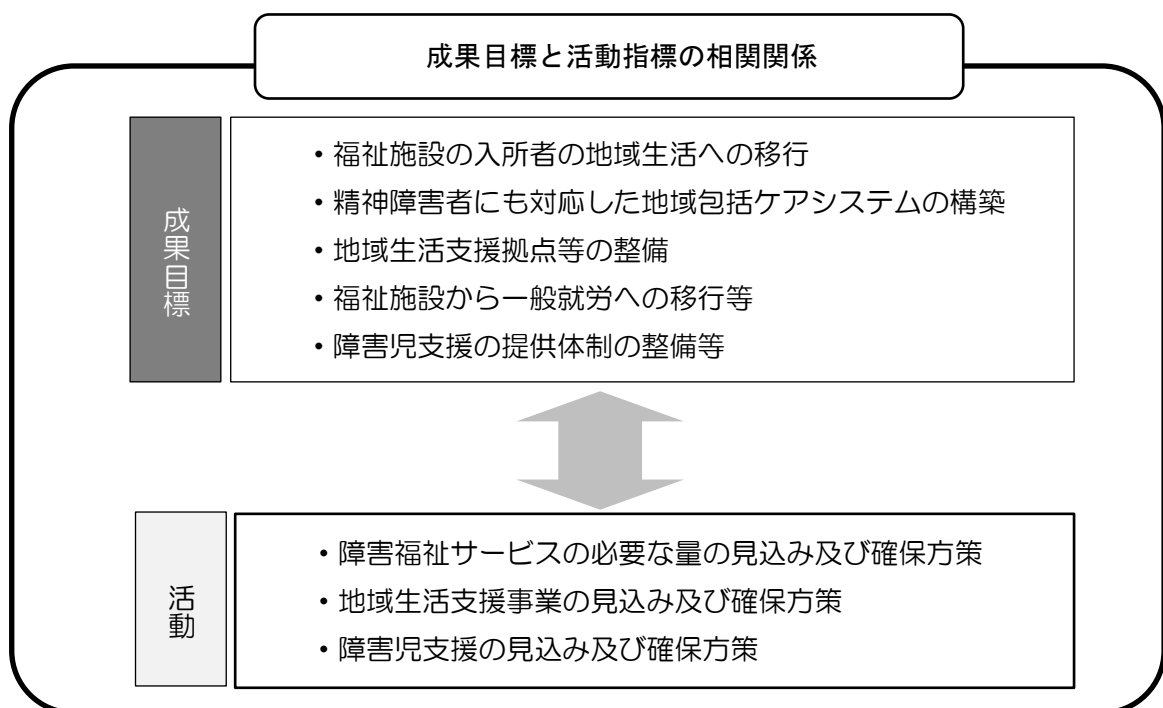 成果目標と活動指標の相関関係
成果目標
・福祉施設の入所者の地域生活への移行
・精神障害者にも対応した地域包括ケアシステムの構築
・地域生活支援拠点等の整備
・福祉施設から一般就労への移行等
・障害児支援の提供体制の整備等
活動
・障害福祉サービスの必要な量の見込み及び確保方策
・地域生活支援事業の見込み及び確保方策
・障害児支援の見込み及び確保方策